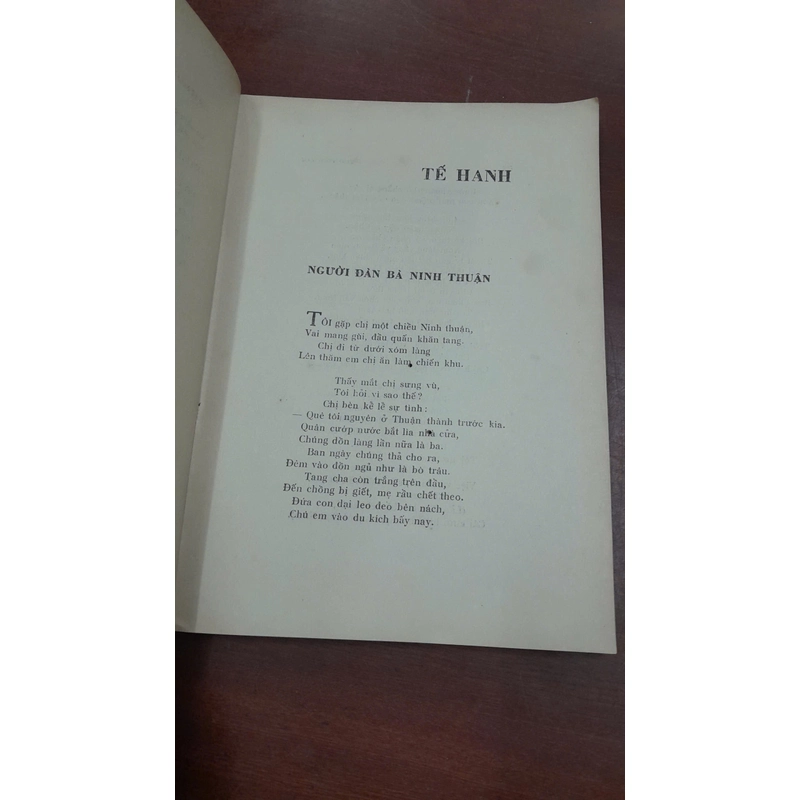 TẾ HANH
NGƯỜI ĐÀN BÀ NINH THUẬN
Tôi gặp chị một chiều Ninh thuận,
Vai mang gùi, đầu quấn khăn tang...
Chị đi từ dưới xóm làng
Lên thăm em chị ẩn làm chiến khu.
Thấy mắt chị sưng vù,
Tôi hỏi vì sao thế?
Chị bèn kể lể sự tình:
— Quê tôi nguyên ở Thuận thành trước kia.
Quân cướp nước bắt lìa nhà cửa,
Chúng dồn làng lần nữa là ba.
Ban ngày chúng thả cho ra,
Đêm vào dồn ngủ như là bò trâu.
Tang cha còn trắng trên đầu,
Đến chồng bị giết, mẹ rầu chết theo.
Đứa con dại leo đeo bên nách,
Chú em vào du kích bấy nay.